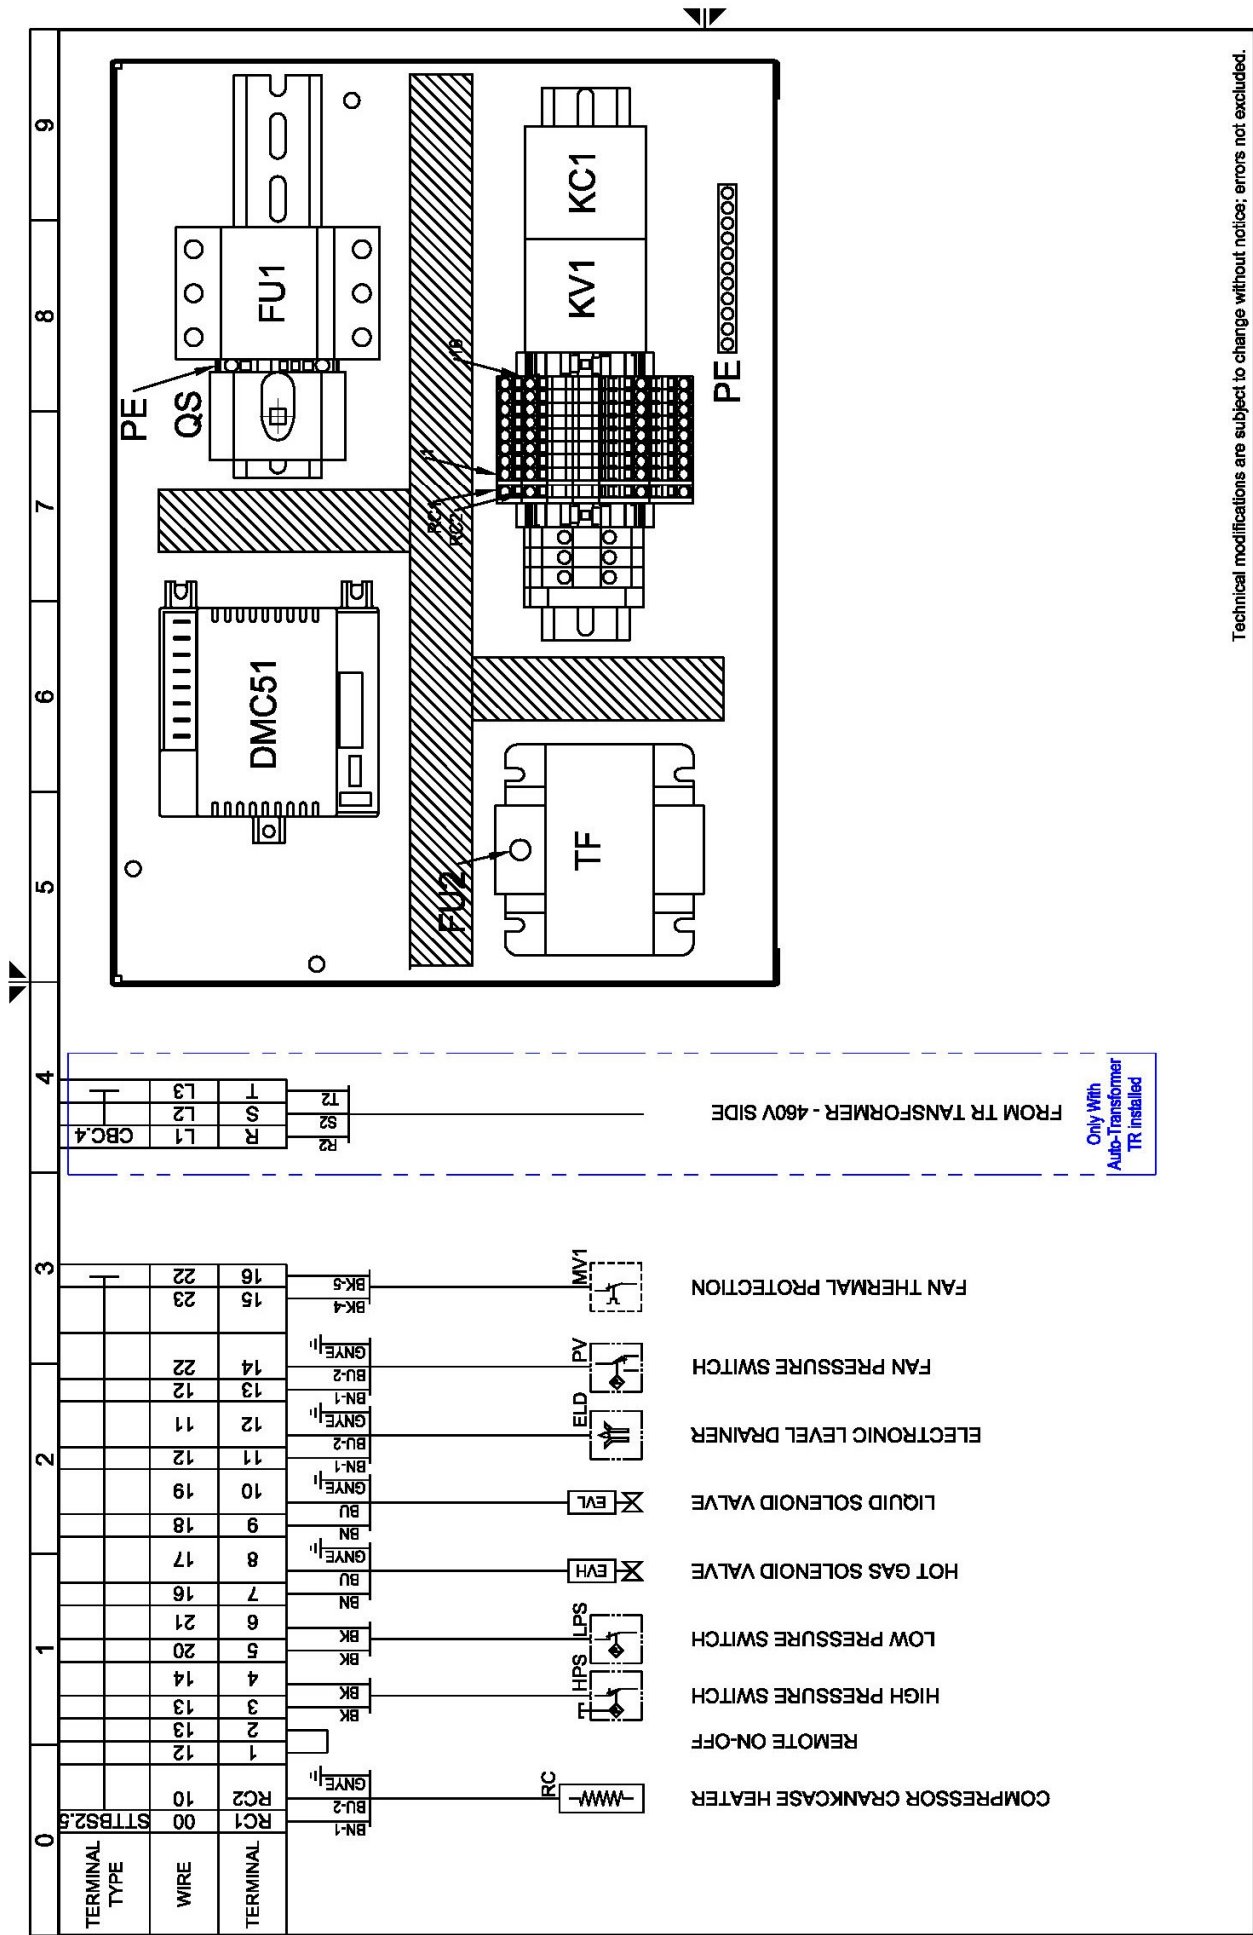 0 1 2 3 4 5 6 7 8 9
TERMINAL
TYPE
STTBS2.5
CBC.4
WIRE
00 10 12 13 13 14 20 21 16 17 18 19 12 11 12 22 23 22 L1 L2 L3
TERMINAL
RC1 RC2 1 2 3 4 5 6 7 8 9 10 11 12 13 14 15 16 R S T
BN-1 BU-2 GNYE
BK BK
BK BK
BN BU GNYE
BN BU GNYE
BN-1 BU-2 GNYE
BN-1 BU-2 GNYE
BK-4 BK-5
R2 S2 T2
RC
HPS
LPS
EVH
EVL
ELD
PV
MV1
COMPRESSOR CRANKCASE HEATER
REMOTE ON-OFF
HIGH PRESSURE SWITCH
LOW PRESSURE SWITCH
HOT GAS SOLENOID VALVE
LIQUID SOLENOID VALVE
ELECTRONIC LEVEL DRAINER
FAN PRESSURE SWITCH
FAN THERMAL PROTECTION
FROM TR TANSFORMER - 460V SIDE
Only With
Auto-Transformer
TR installed
DMC51
PE
QS
FU1
FU2
TF
RC1
RC2
KV1
KC1
PE
Technical modifications are subject to change without notice; errors not excluded.